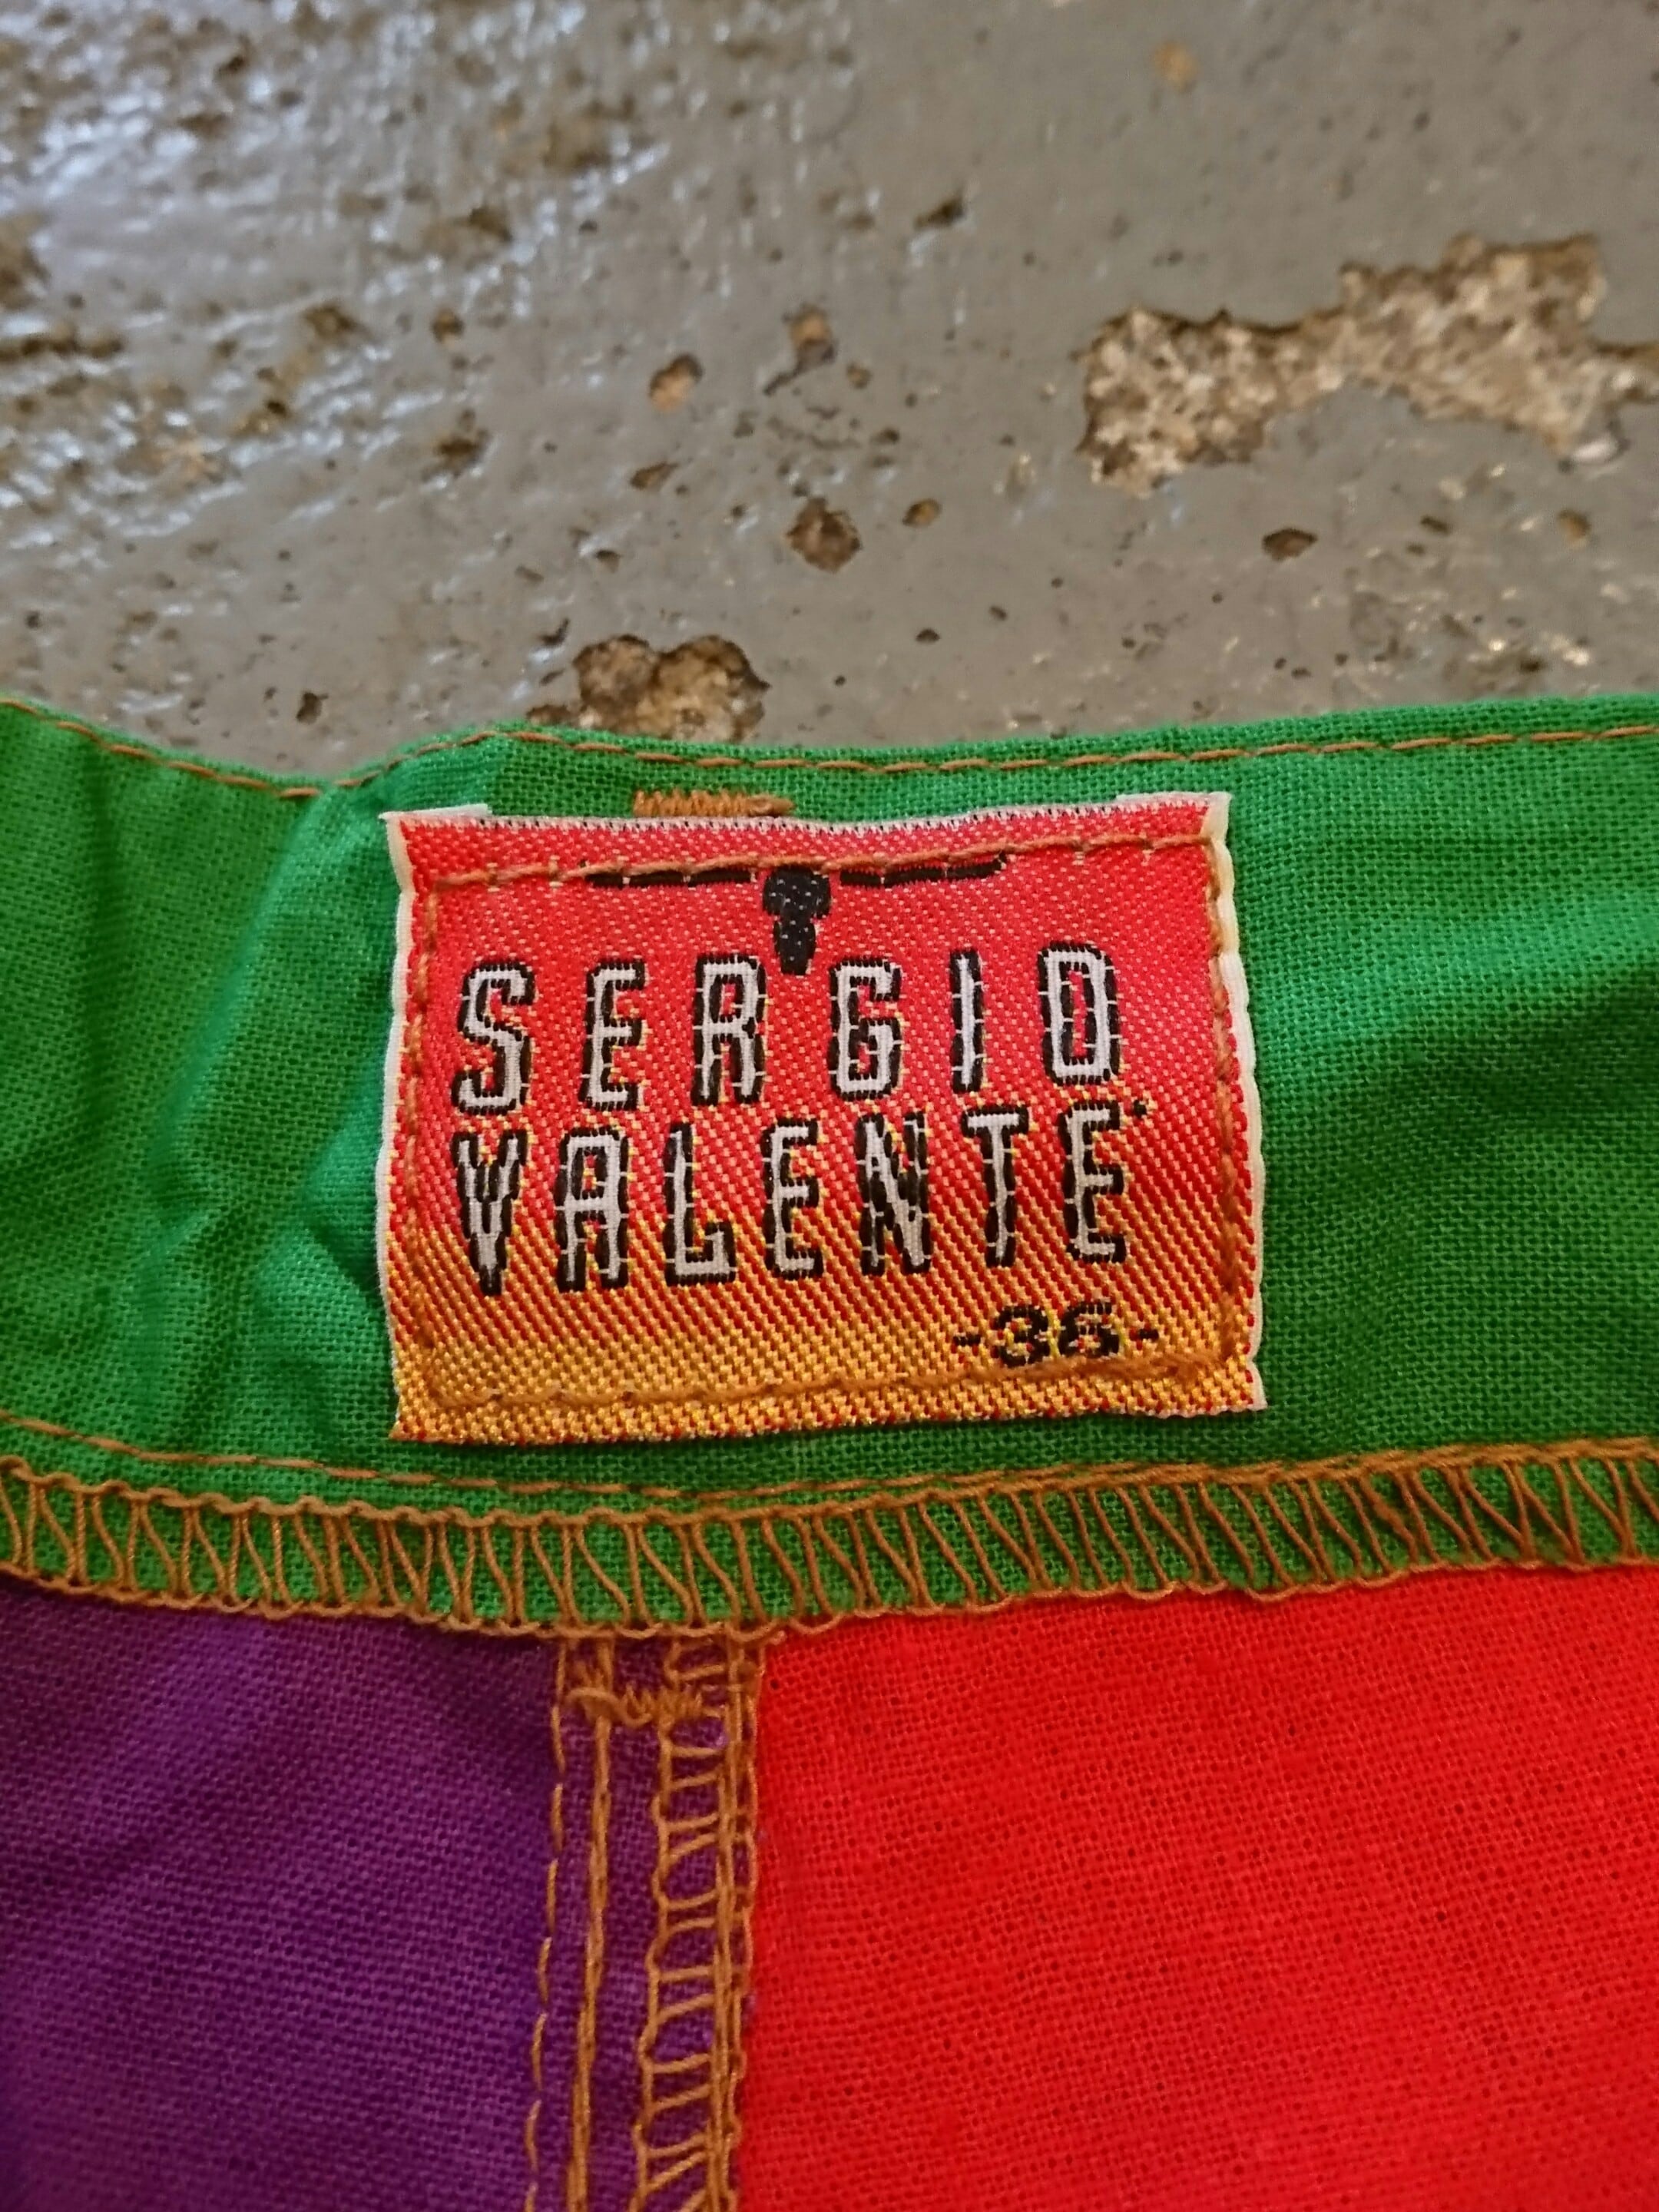 SERGIO
VALENTE
-36-